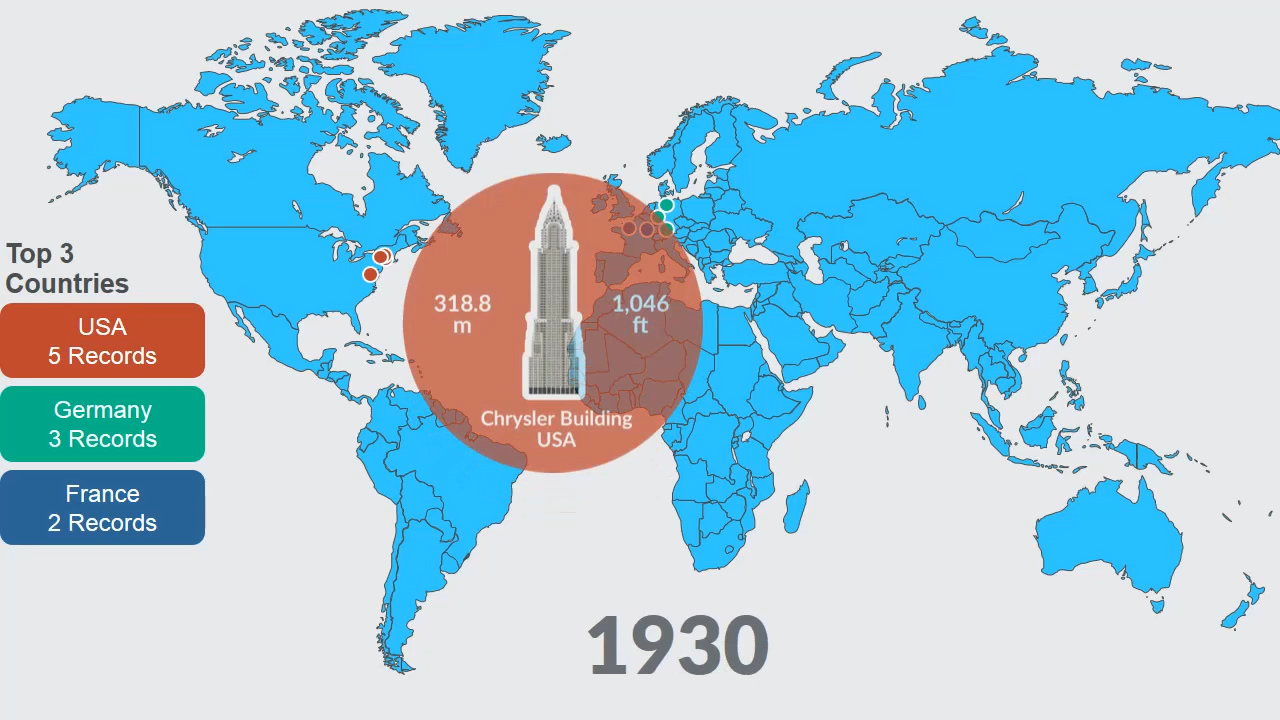 Top 3
Countries
USA
5 Records
Germany
3 Records
France
2 Records
318.8
m
1,046
ft
Chrysler Building
USA
1930